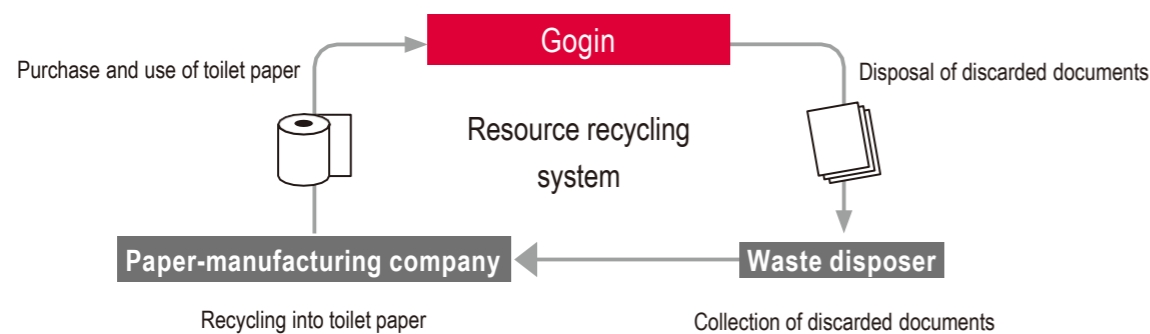 Gogin
Purchase and use of toilet paper
Disposal of discarded documents
Resource recycling
system
Paper-manufacturing company
Waste disposer
Recycling into toilet paper
Collection of discarded documents